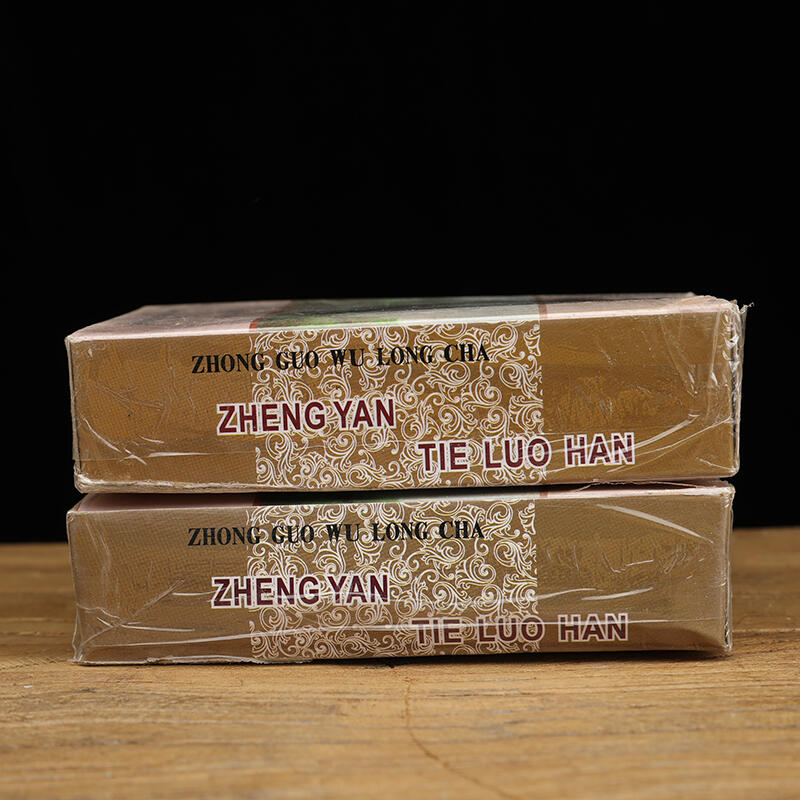 ZHONG GUO WU LONG CHA
ZHENG YAN
TIE LUO HAN
ZHONG GUO WU LONG CHA
ZHENG YAN
TIE LUO HAN